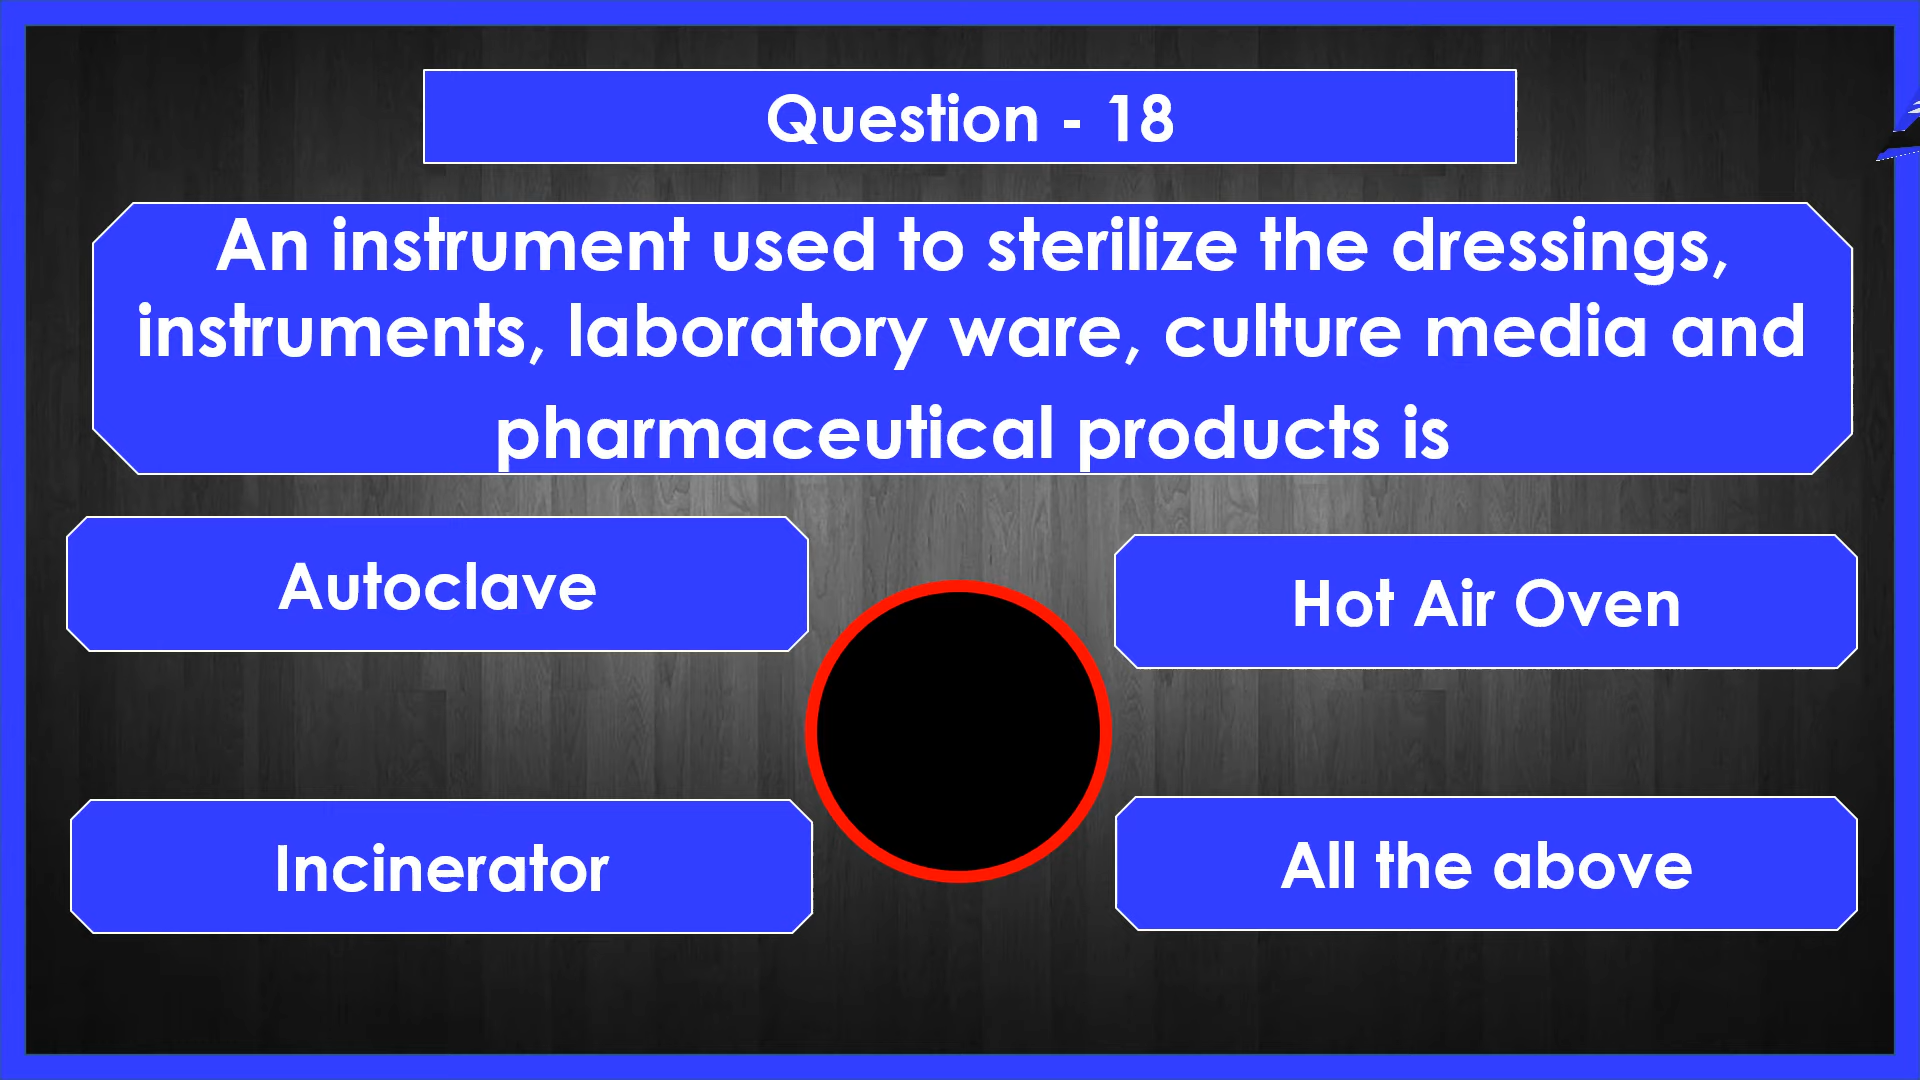 Question - 18
An instrument used to sterilize the dressings,
instruments, laboratory ware, culture media and
pharmaceutical products is
Autoclave
Hot Air Oven
Incinerator
All the above